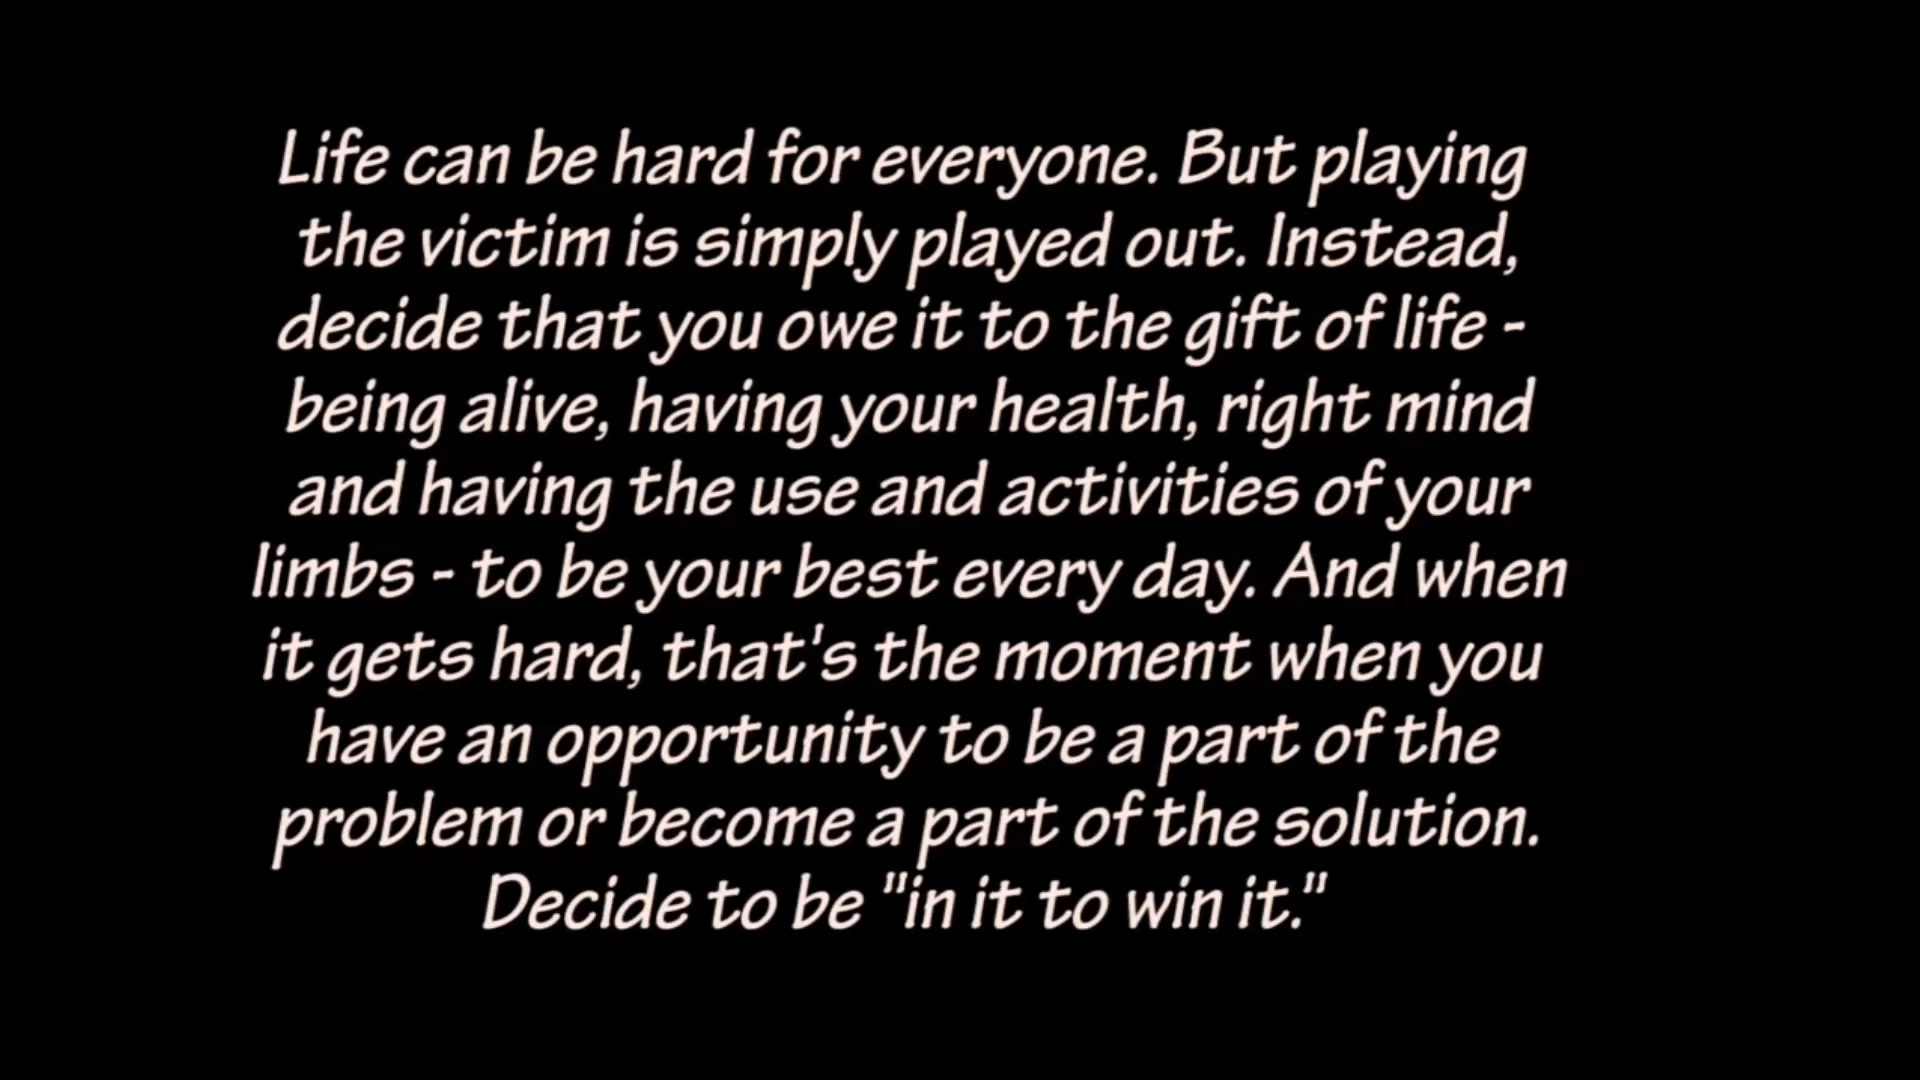 Life can be hard for everyone. But playing
the victim is simply played out. Instead,
decide that you owe it to the gift of life -
being alive, having your health, right mind
and having the use and activities of your
limbs - to be your best every day. And when
it gets hard, that's the moment when you
have an opportunity to be a part of the
problem or become a part of the solution.
Decide to be "in it to win it."